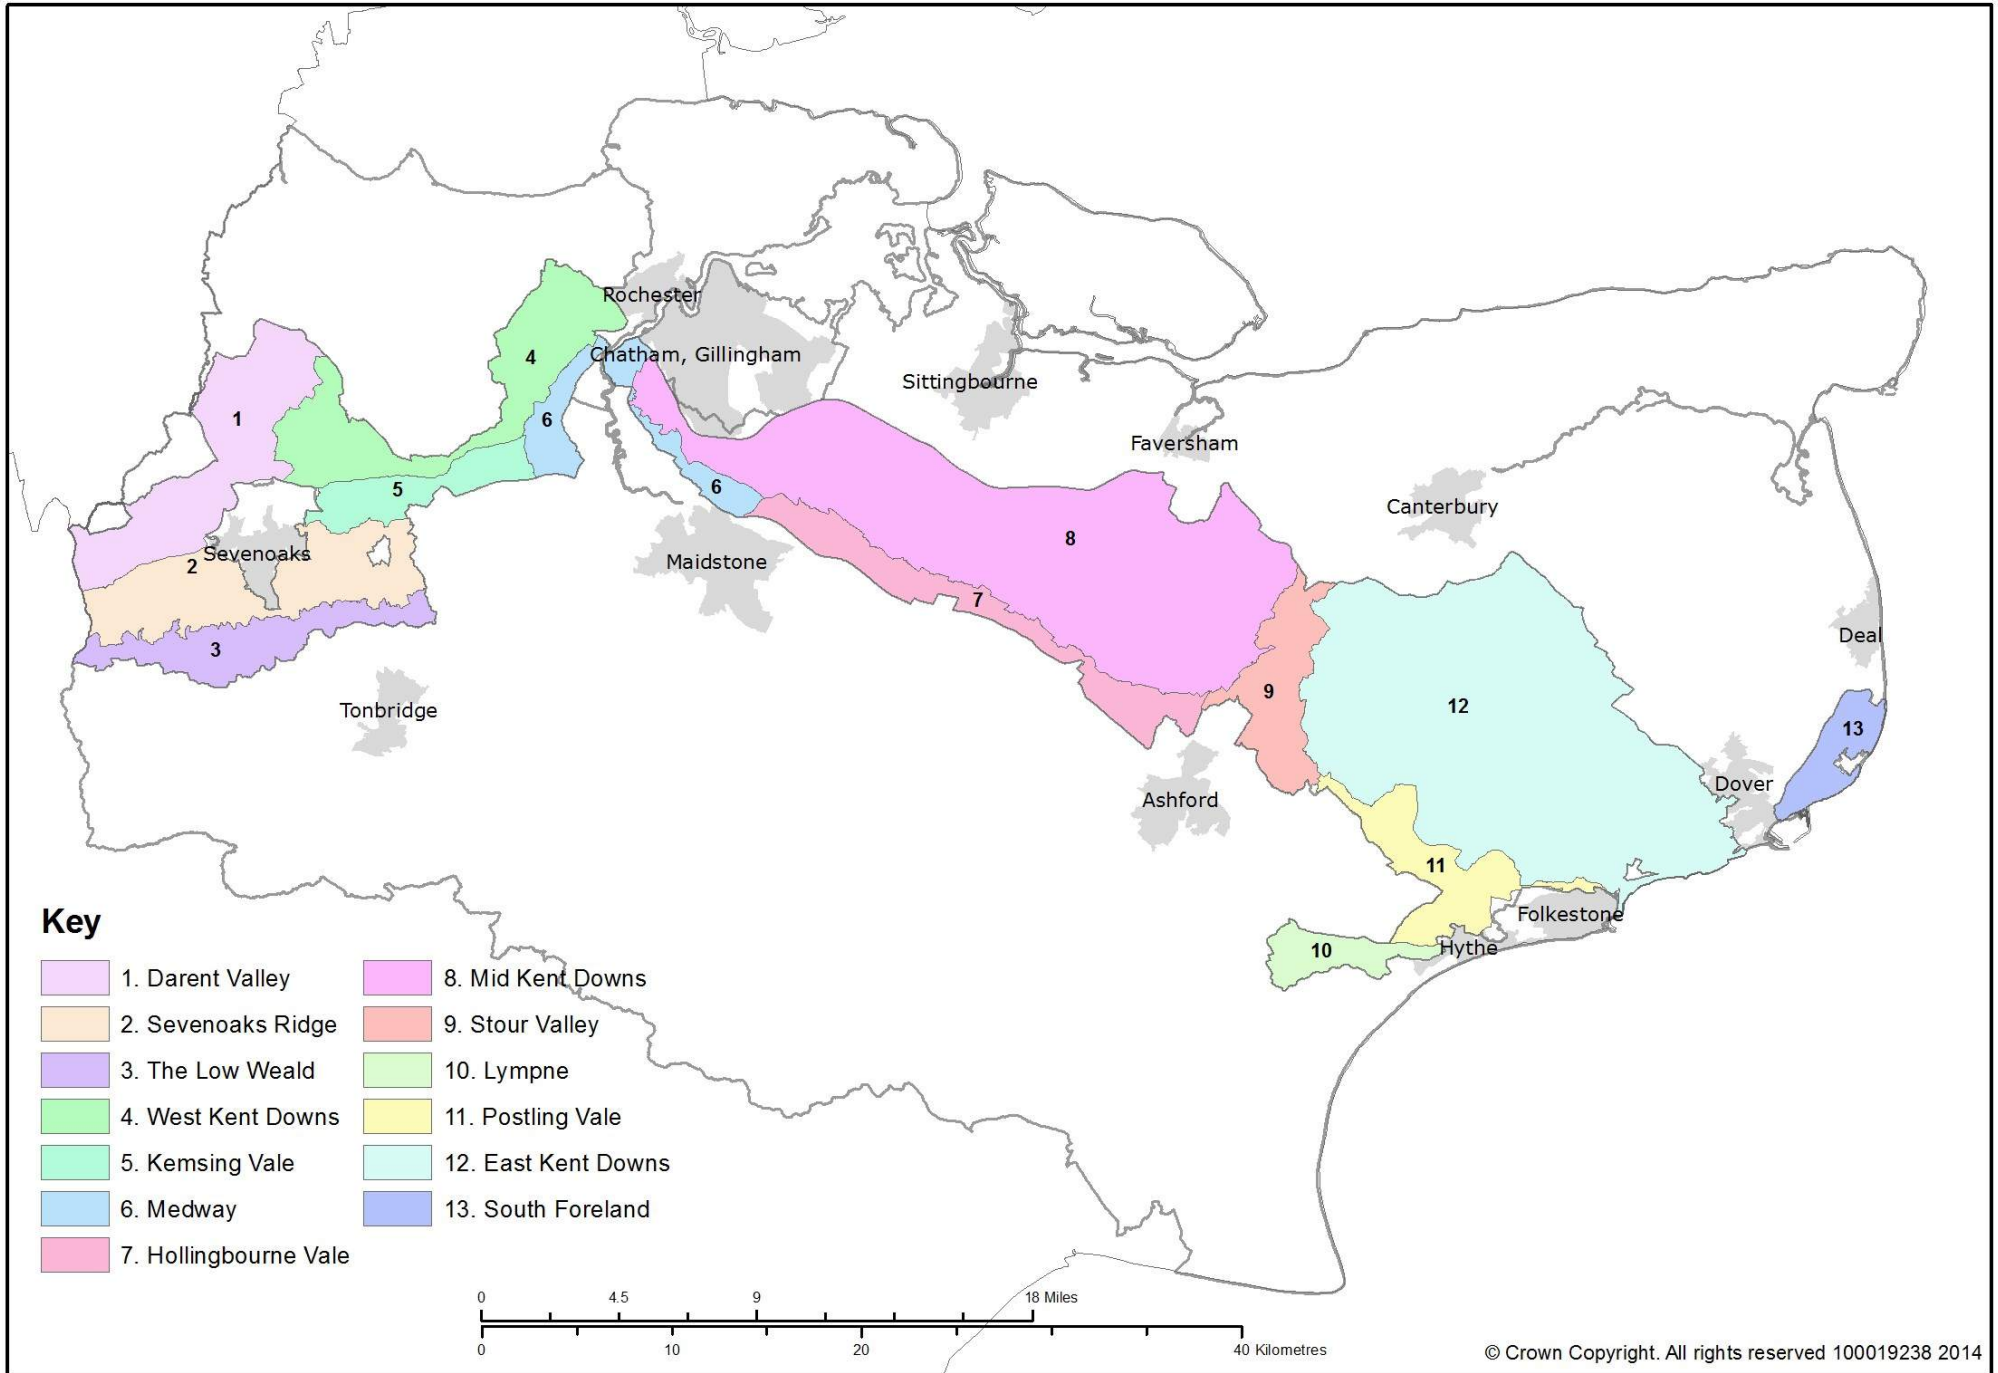 Rochester
Chatham, Gillingham
4
Sittingbourne
1
6
Faversham
5
6
Canterbury
8
Sevenoaks
2
Maidstone
7
3
Deal
Tonbridge
9
12
13
Dover
Ashford
11
Folkestone
10
Hythe
Key
1. Darent Valley
2. Sevenoaks Ridge
3. The Low Weald
4. West Kent Downs
5. Kemsing Vale
6. Medway
7. Hollingbourne Vale
8. Mid Kent Downs
9. Stour Valley
10. Lympne
11. Postling Vale
12. East Kent Downs
13. South Foreland
0 4.5 9 18 Miles
0 10 20 40 Kilometres
© Crown Copyright. All rights reserved 100019238 2014